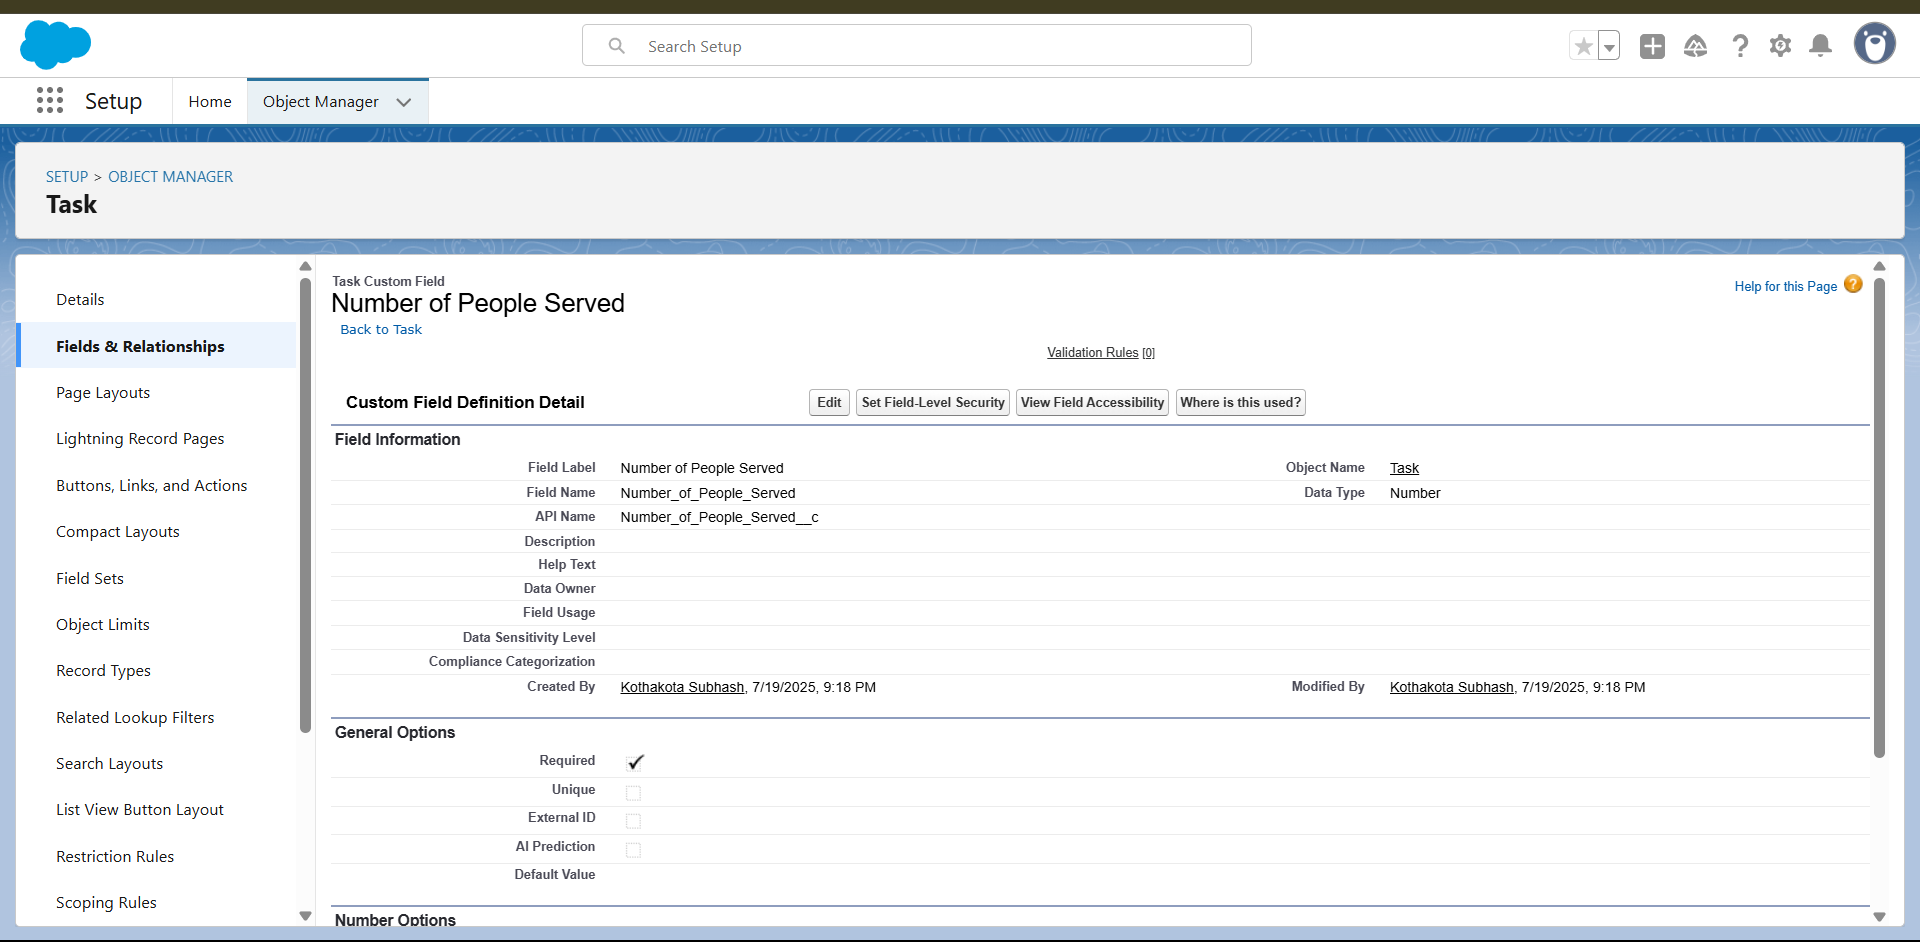 Search Setup
Setup
Home
Object Manager
SETUP > OBJECT MANAGER
Task
Details
Fields & Relationships
Page Layouts
Lightning Record Pages
Buttons, Links, and Actions
Compact Layouts
Field Sets
Object Limits
Record Types
Related Lookup Filters
Search Layouts
List View Button Layout
Restriction Rules
Scoping Rules
Task Custom Field
Number of People Served
Back to Task
Help for this Page
Validation Rules [0]
Custom Field Definition Detail
Edit
Set Field-Level Security
View Field Accessibility
Where is this used?
Field Information
Field Label Number of People Served Object Name Task
Field Name Number_of_People_Served Data Type Number
API Name Number_of_People_Served__c
Description
Help Text
Data Owner
Field Usage
Data Sensitivity Level
Compliance Categorization
Created By Kothakota Subhash, 7/19/2025, 9:18 PM Modified By Kothakota Subhash, 7/19/2025, 9:18 PM
General Options
Required
Unique
External ID
AI Prediction
Default Value
Number Options